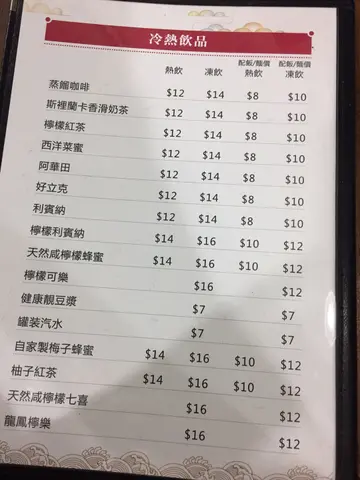 冷熱飲品
熱飲 凍飲 配飯/麵價 熱飲 配飯/麵價 凍飲
蒸餾咖啡 $12 $14 $8 $10
斯裡蘭卡香滑奶茶 $12 $14 $8 $10
檸檬紅茶 $12 $14 $8 $10
西洋菜蜜 $12 $14 $8 $10
阿華田 $12 $14 $8 $10
好立克 $12 $14 $8 $10
利賓納 $12 $14 $8 $10
檸檬利賓納 $14 $16 $10 $12
天然咸檸檬蜂蜜 $14 $16 $10 $12
檸檬可樂 $16 $12
健康靚豆漿 $7 $7
罐装汽水 $7 $7
自家製梅子蜂蜜 $14 $16 $10 $12
柚子紅茶 $14 $16 $10 $12
天然咸檸檬七喜 $16 $12
龍鳳檸樂 $16 $12